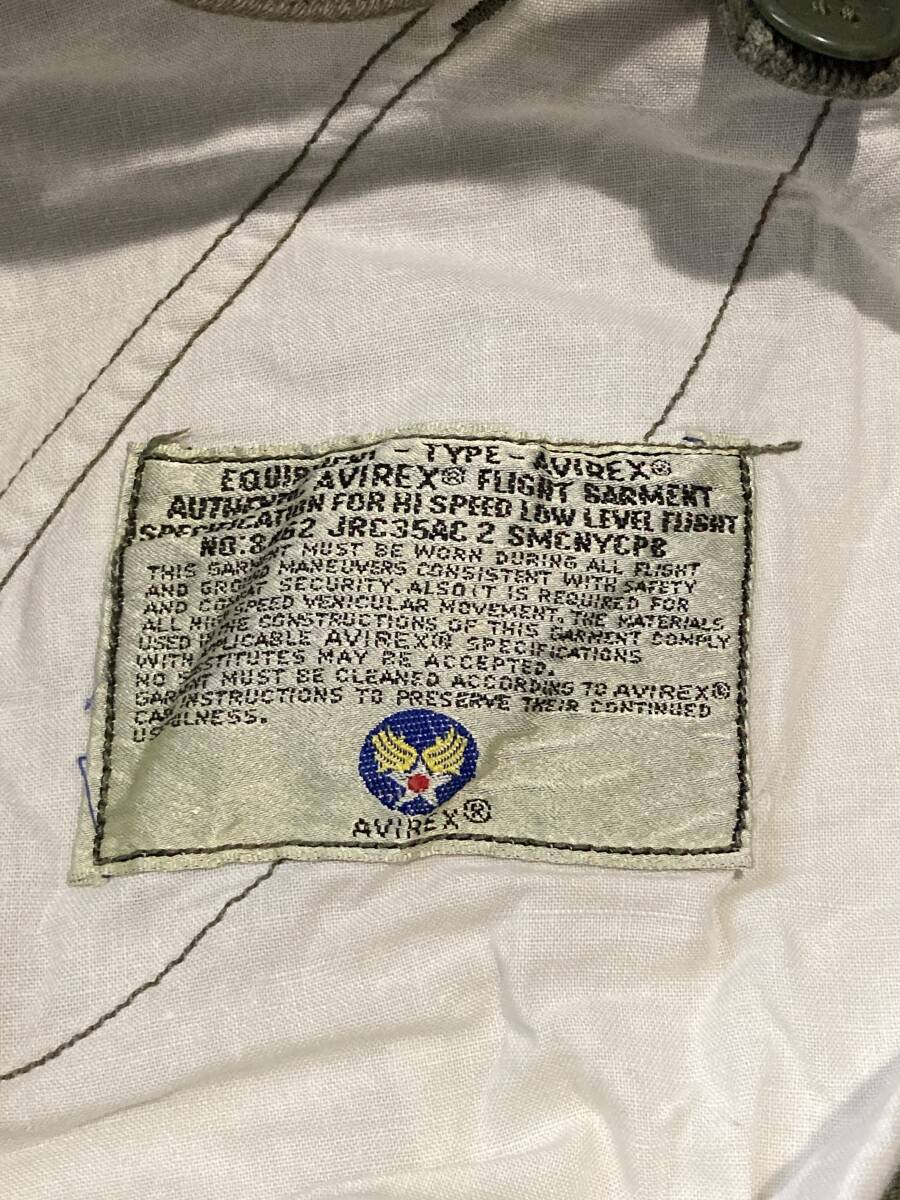 - TYPE - AVIREX®
AVIREX® FLIGHT GARMENT
FOR HI SPEED LOW LEVEL FLIGHT
JRC35AC 2 SMCNYCPB
THIS MUST BE WORN DURING ALL FLIGHT
AND MANEUVERS CONSISTENT WITH SAFETY
AND SECURITY. ALSO IT IS REQUIRED FOR
ALL VEHICULAR MOVEMENT. THE MATERIALS
USED CONSTRUCTIONS OF THIS GARMENT COMPLY
WITH AVIREX® SPECIFICATIONS
NO MAY BE ACCEPTED.
MUST BE CLEANED ACCORDING TO AVIREX®
INSTRUCTIONS TO PRESERVE THEIR CONTINUED
AVIREX®